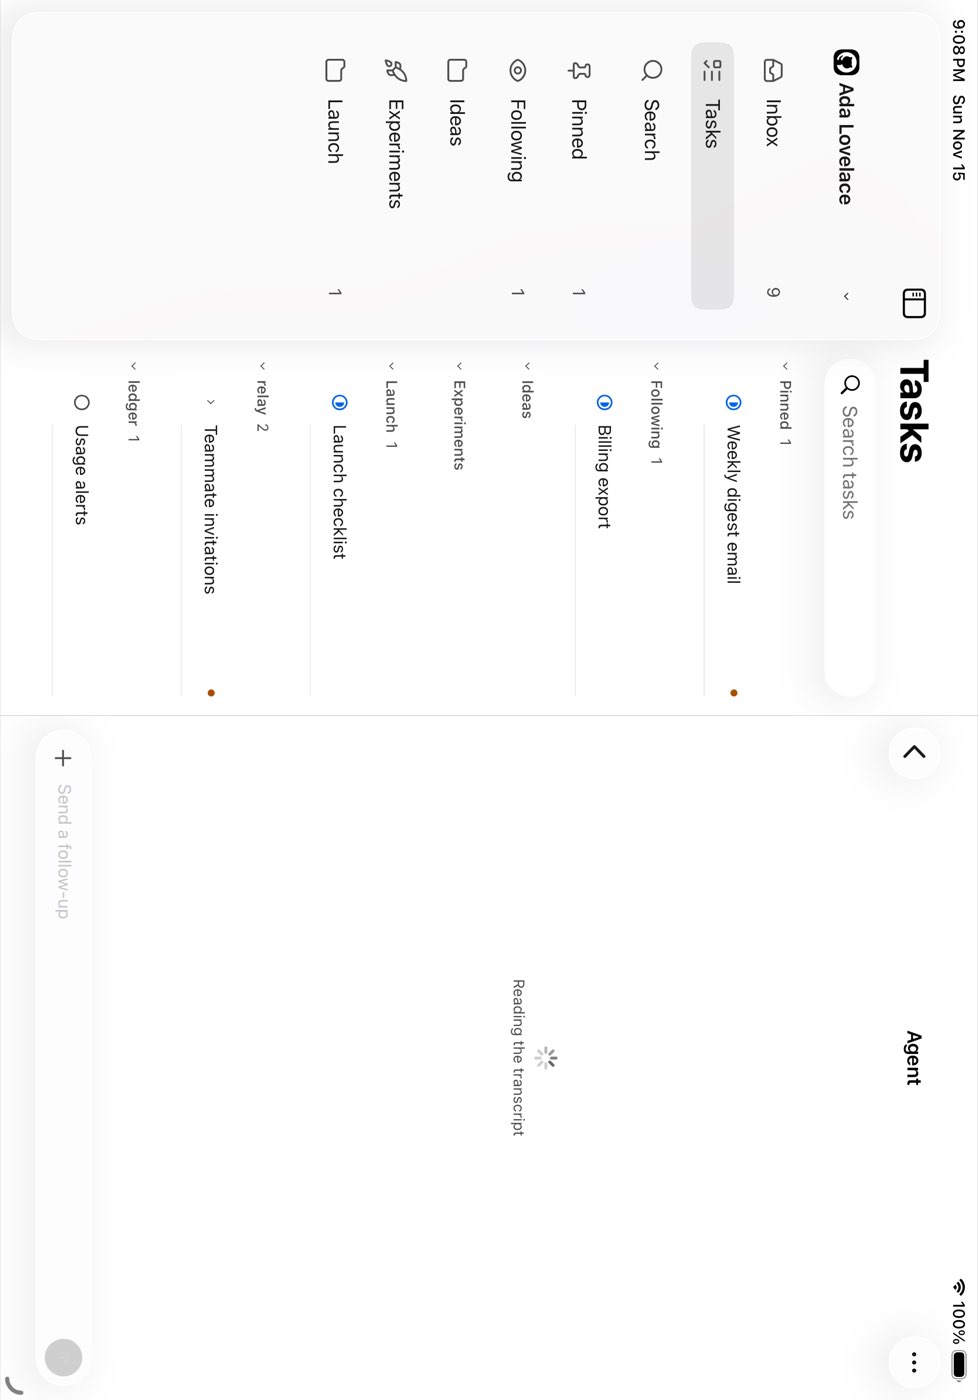 9:08 PM Sun Nov 15
100%
Ada Lovelace
Inbox 9
Tasks
Search
Pinned 1
Following 1
Ideas
Experiments
Launch 1
Tasks
Search tasks
Pinned 1
Weekly digest email
Following 1
Billing export
Ideas
Experiments
Launch 1
Launch checklist
relay 2
Teammate invitations
ledger 1
Usage alerts
Agent
Reading the transcript
Send a follow-up